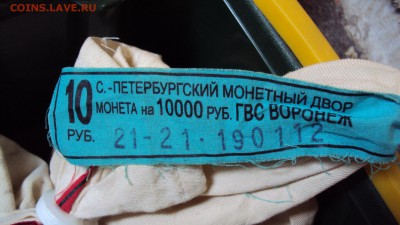 COINS.LAVE.RU
10 РУБ.
С.-ПЕТЕРБУРГСКИЙ МОНЕТНЫЙ ДВОР
МОНЕТА на 10000 РУБ. ГВС ВОРОНЕЖ
21-21-190112